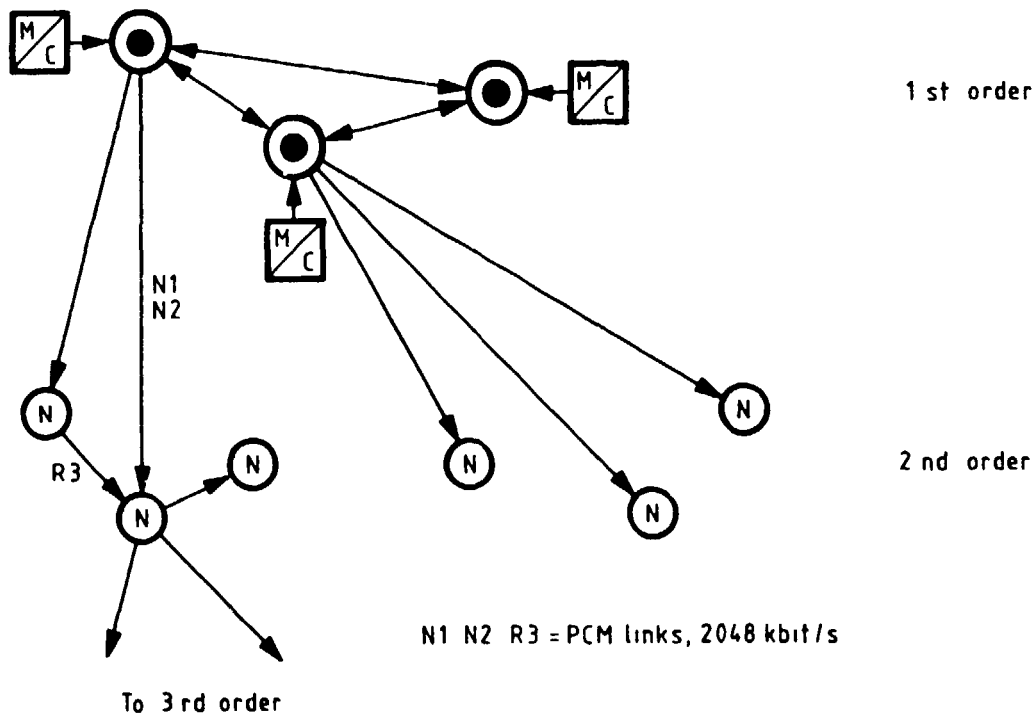 M
C
M
C
1 st order
M
C
N1
N2
N
N
2 nd order
N
R3
N
N
N
N1 N2 R3 = PCM links, 2048 kbit/s
To 3 rd order